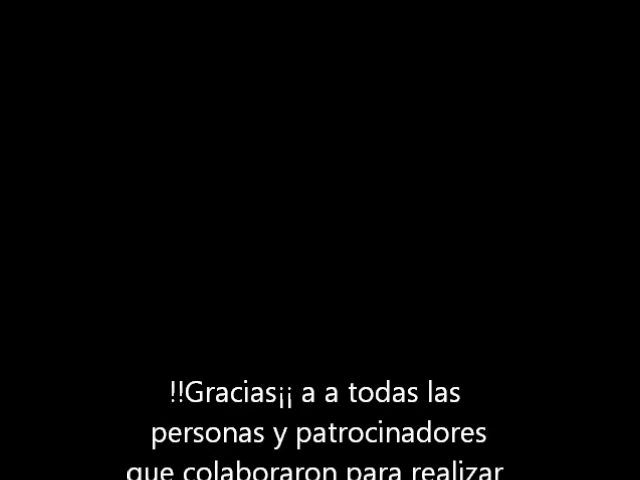 !!Gracias¡¡ a a todas las
personas y patrocinadores
que colaboraron para realizar